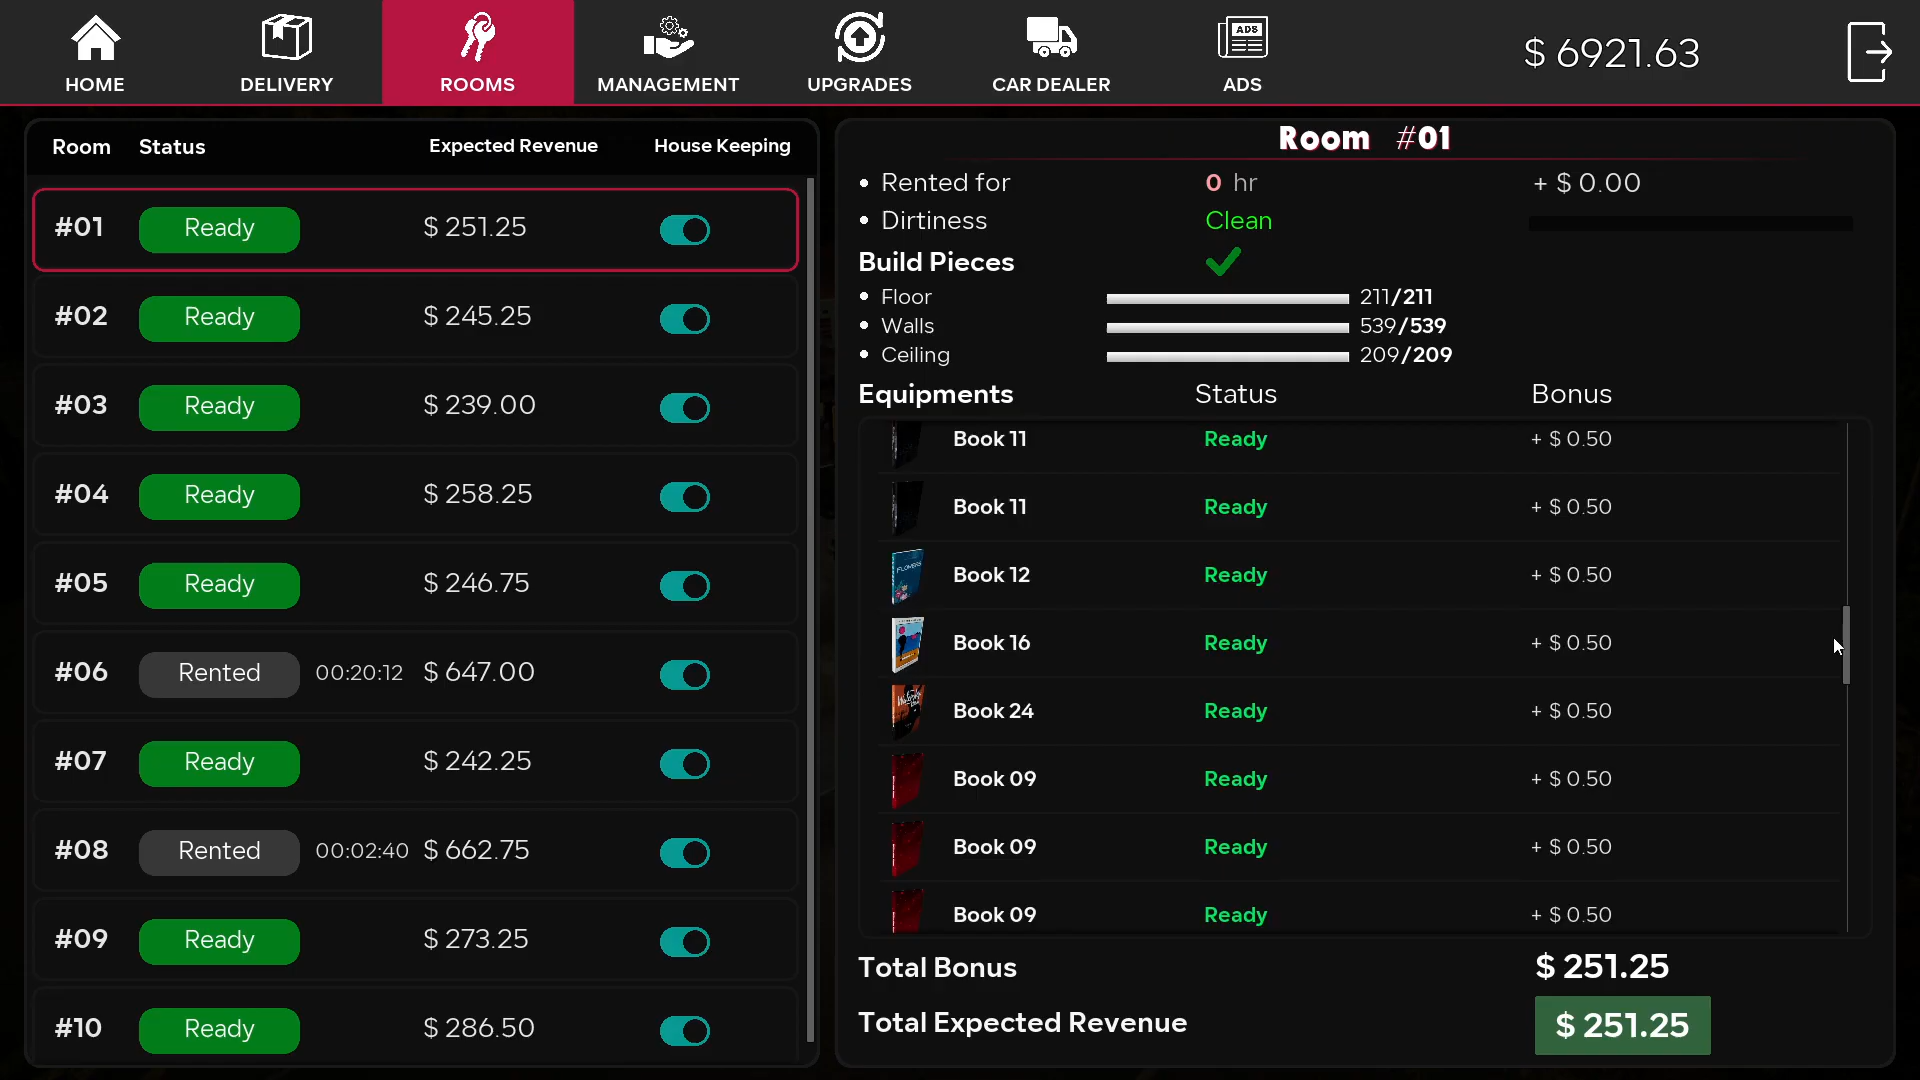 HOME
DELIVERY
ROOMS
MANAGEMENT
UPGRADES
CAR DEALER
ADS
ADS
$ 6921.63
Room Status Expected Revenue House Keeping
#01 Ready $ 251.25
#02 Ready $ 245.25
#03 Ready $ 239.00
#04 Ready $ 258.25
#05 Ready $ 246.75
#06 Rented 00:20:12 $ 647.00
#07 Ready $ 242.25
#08 Rented 00:02:40 $ 662.75
#09 Ready $ 273.25
#10 Ready $ 286.50
Room #01
• Rented for 0 hr + $ 0.00
• Dirtiness Clean
Build Pieces
• Floor 211/211
• Walls 539/539
• Ceiling 209/209
Equipments Status Bonus
Book 11 Ready + $ 0.50
Book 11 Ready + $ 0.50
FLOWERS
Book 12 Ready + $ 0.50
Book 16 Ready + $ 0.50
Book 24 Ready + $ 0.50
Book 09 Ready + $ 0.50
Book 09 Ready + $ 0.50
Book 09 Ready + $ 0.50
Total Bonus $ 251.25
Total Expected Revenue $ 251.25